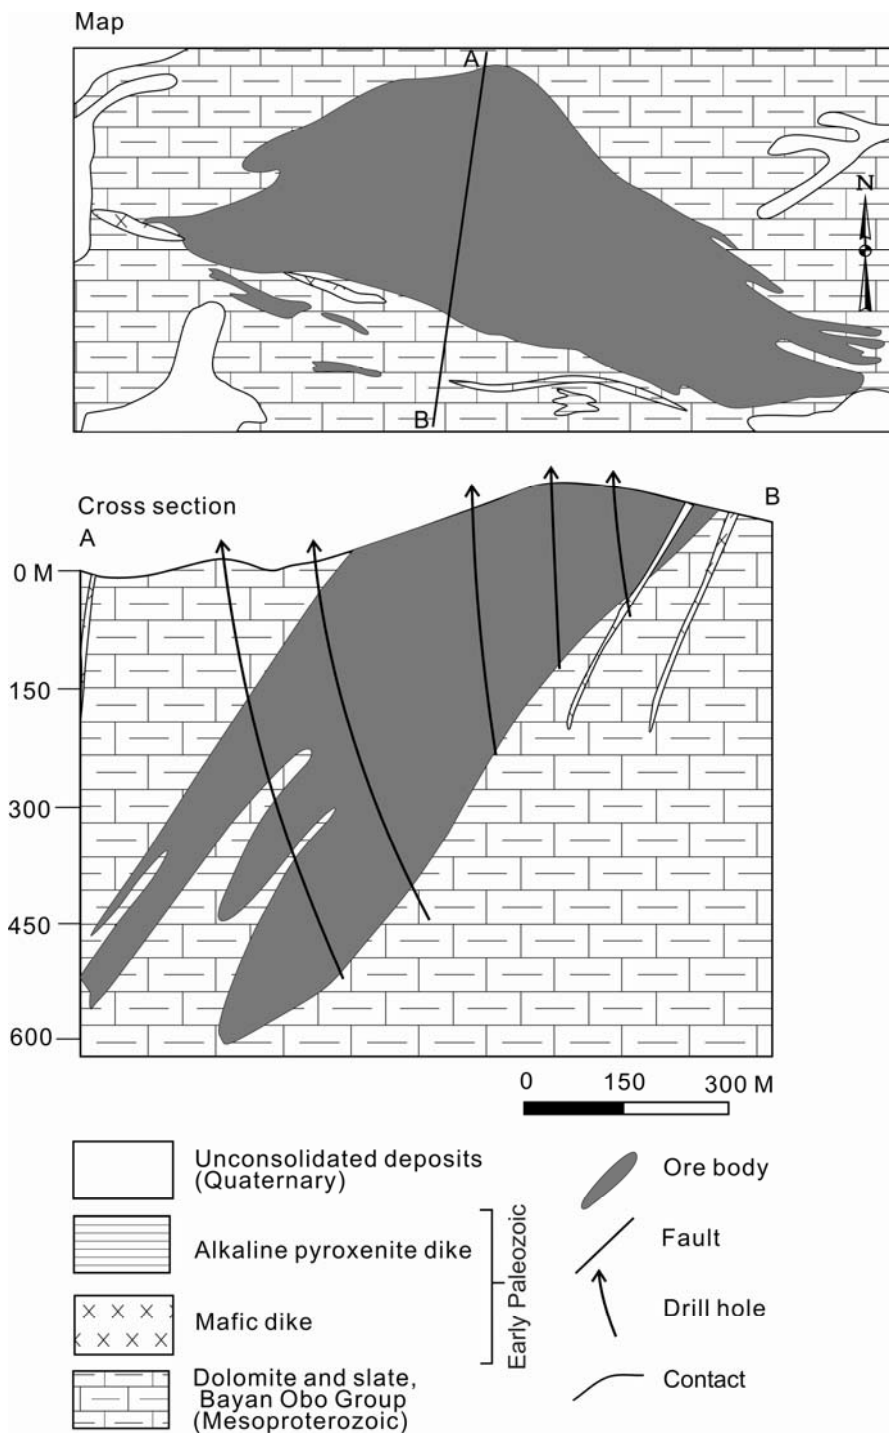 Map
A
N
B
Cross section
A
B
0 M
150
300
450
600
0 150 300 M
Unconsolidated deposits
(Quaternary)
Alkaline pyroxenite dike
Mafic dike
Early Paleozoic
Dolomite and slate,
Bayan Obo Group
(Mesoproterozoic)
Ore body
Fault
Drill hole
Contact